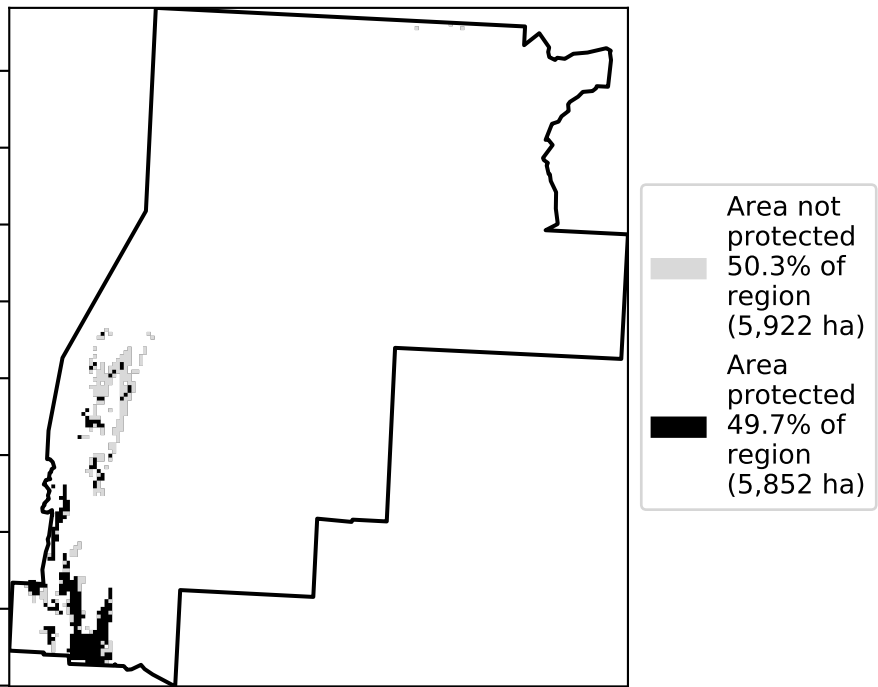 Area not
protected
50.3% of
region
(5,922 ha)
Area
protected
49.7% of
region
(5,852 ha)